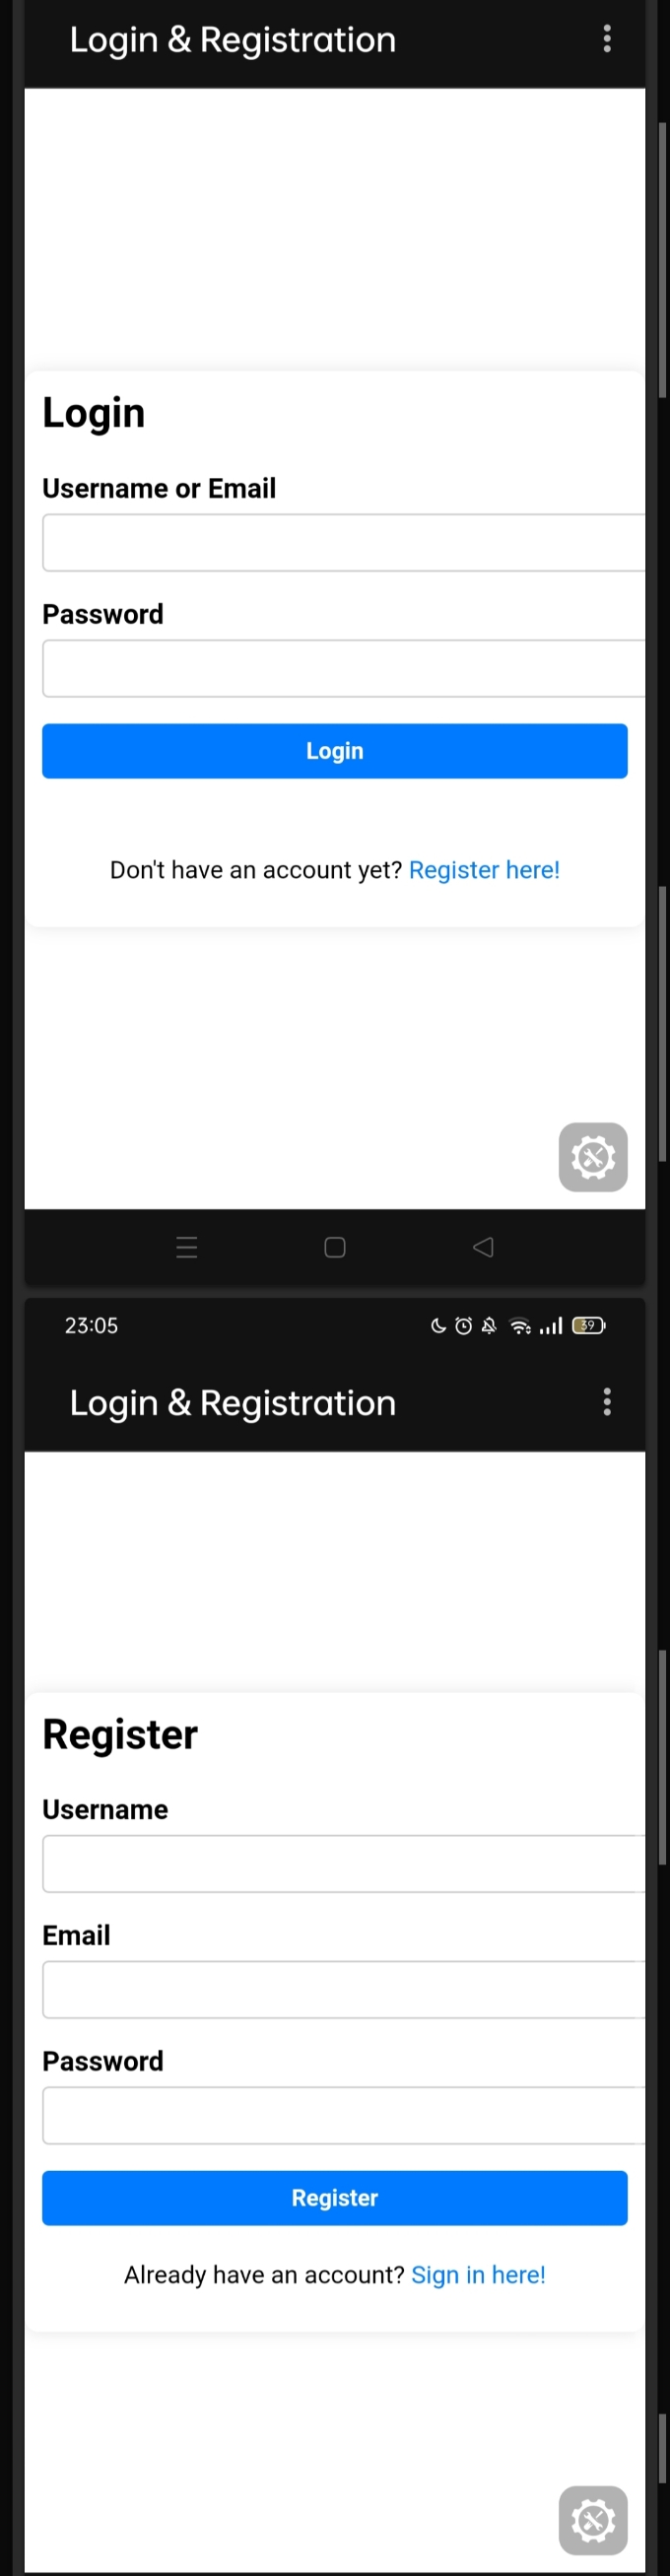 Login & Registration
Login
Username or Email
Password
Login
Don't have an account yet? Register here!
23:05
39
Login & Registration
Register
Username
Email
Password
Register
Already have an account? Sign in here!